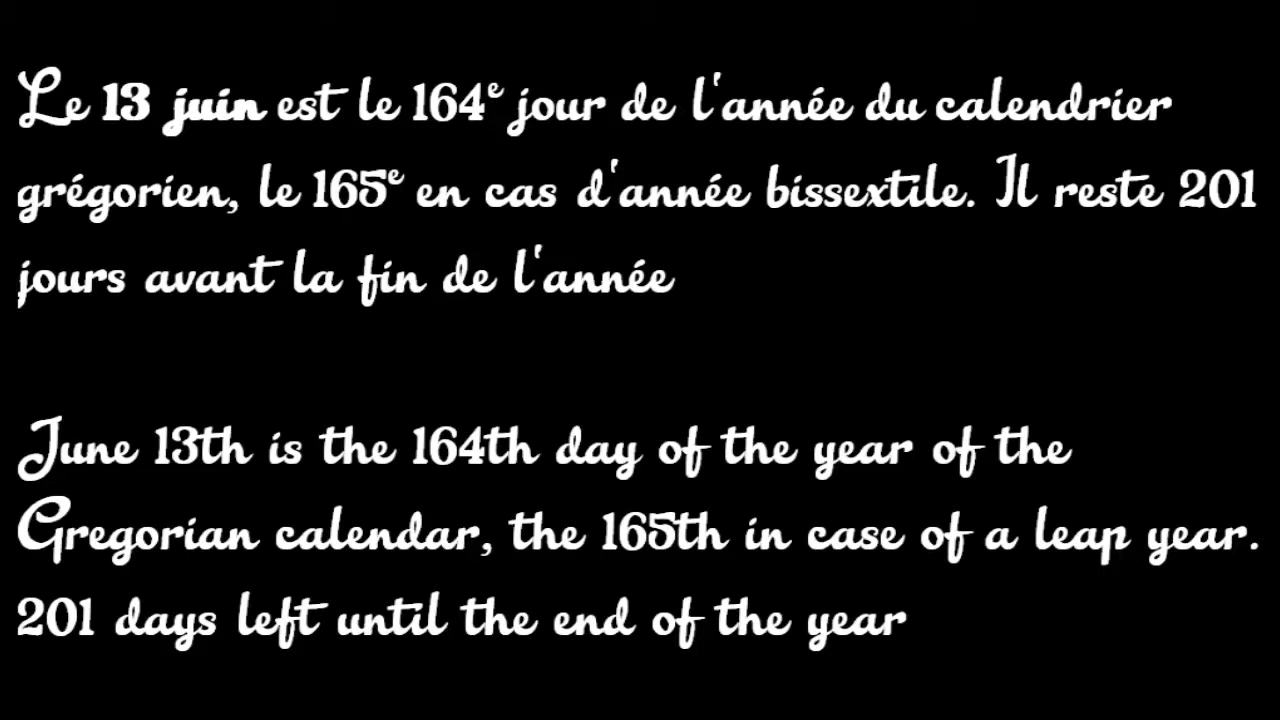 Le 13 juin est le 164e jour de l'année du calendrier
grégorien, le 165e en cas d'année bissextile. Il reste 201
jours avant la fin de l'année
June 13th is the 164th day of the year of the
Gregorian calendar, the 165th in case of a leap year.
201 days left until the end of the year